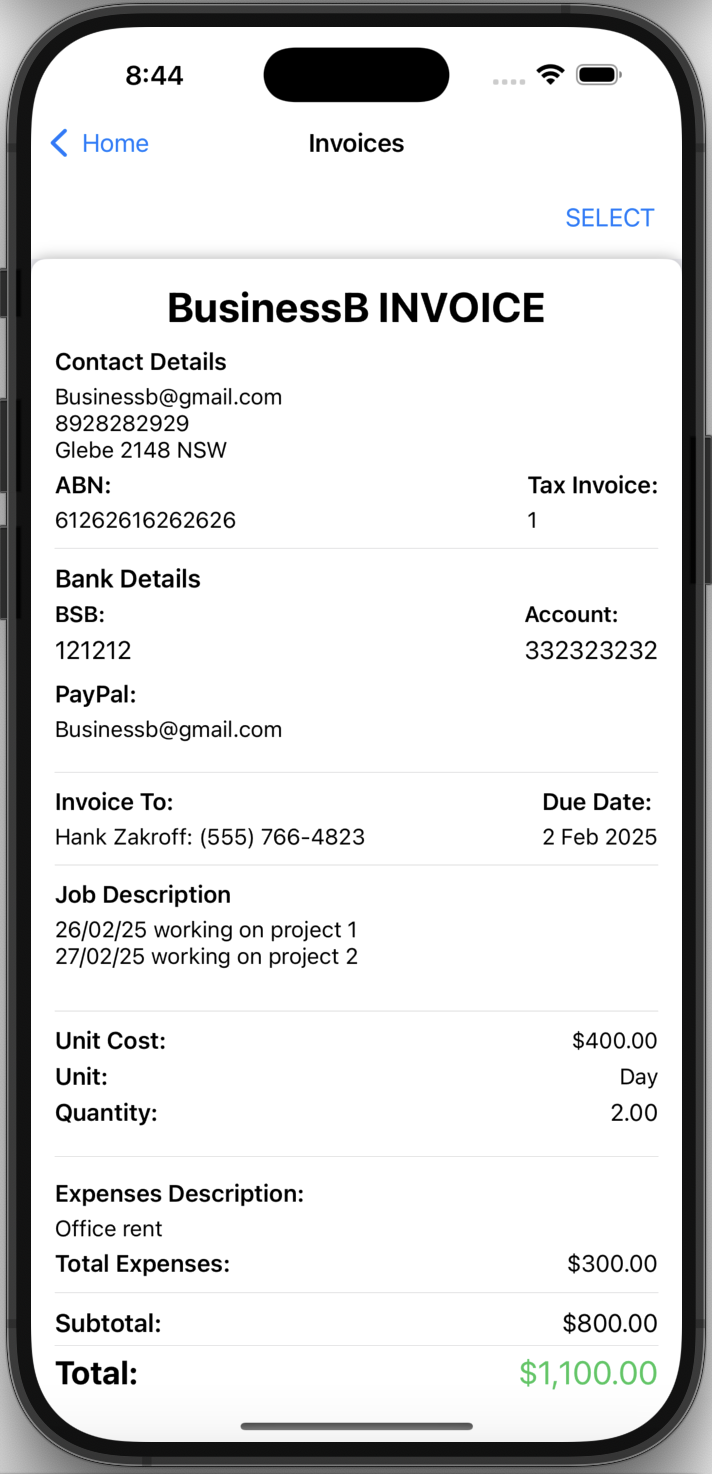 8:44
Home
Invoices
SELECT
BusinessB INVOICE
Contact Details
Businessb@gmail.com
8928282929
Glebe 2148 NSW
ABN: Tax Invoice:
61262616262626 1
Bank Details
BSB: Account:
121212 332323232
PayPal:
Businessb@gmail.com
Invoice To: Due Date:
Hank Zakroff: (555) 766-4823 2 Feb 2025
Job Description
26/02/25 working on project 1
27/02/25 working on project 2
Unit Cost: $400.00
Unit: Day
Quantity: 2.00
Expenses Description:
Office rent
Total Expenses: $300.00
Subtotal: $800.00
Total: $1,100.00